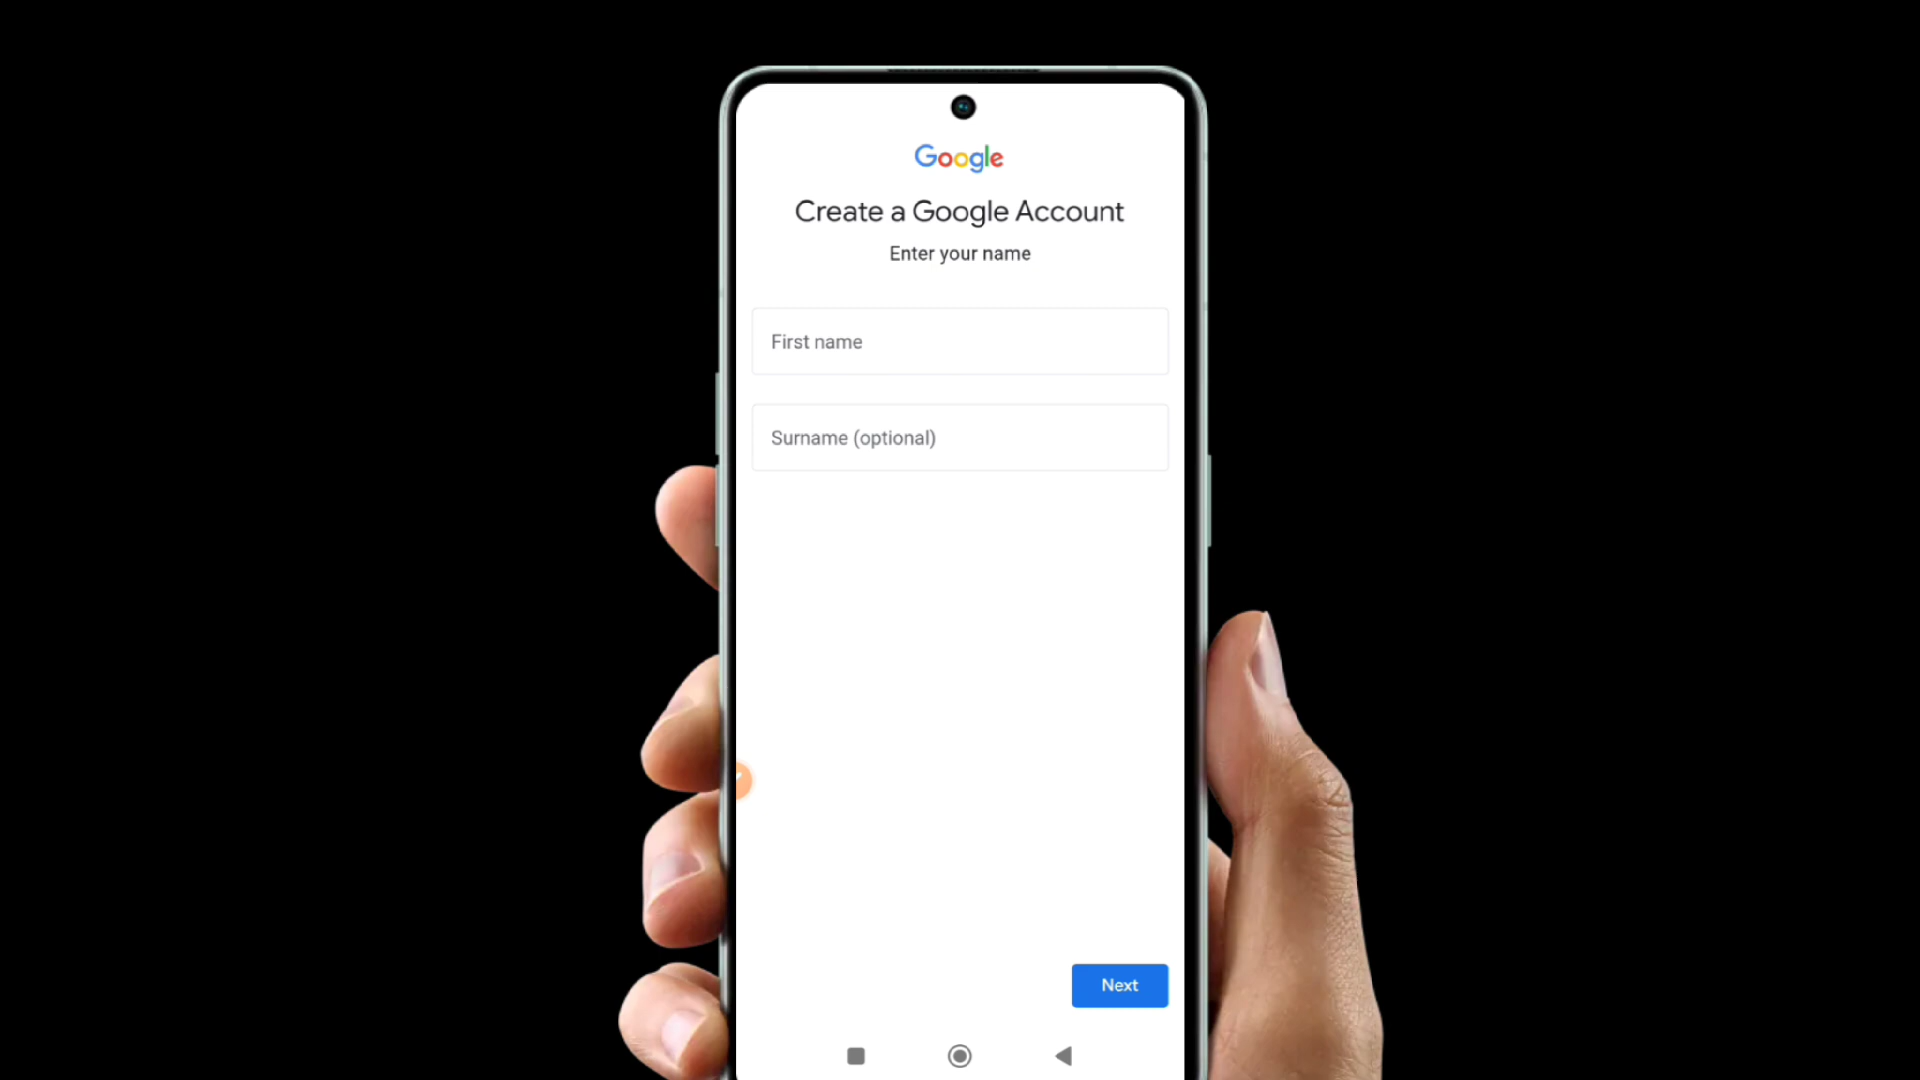 Google
Create a Google Account
Enter your name
First name
Surname (optional)
Next